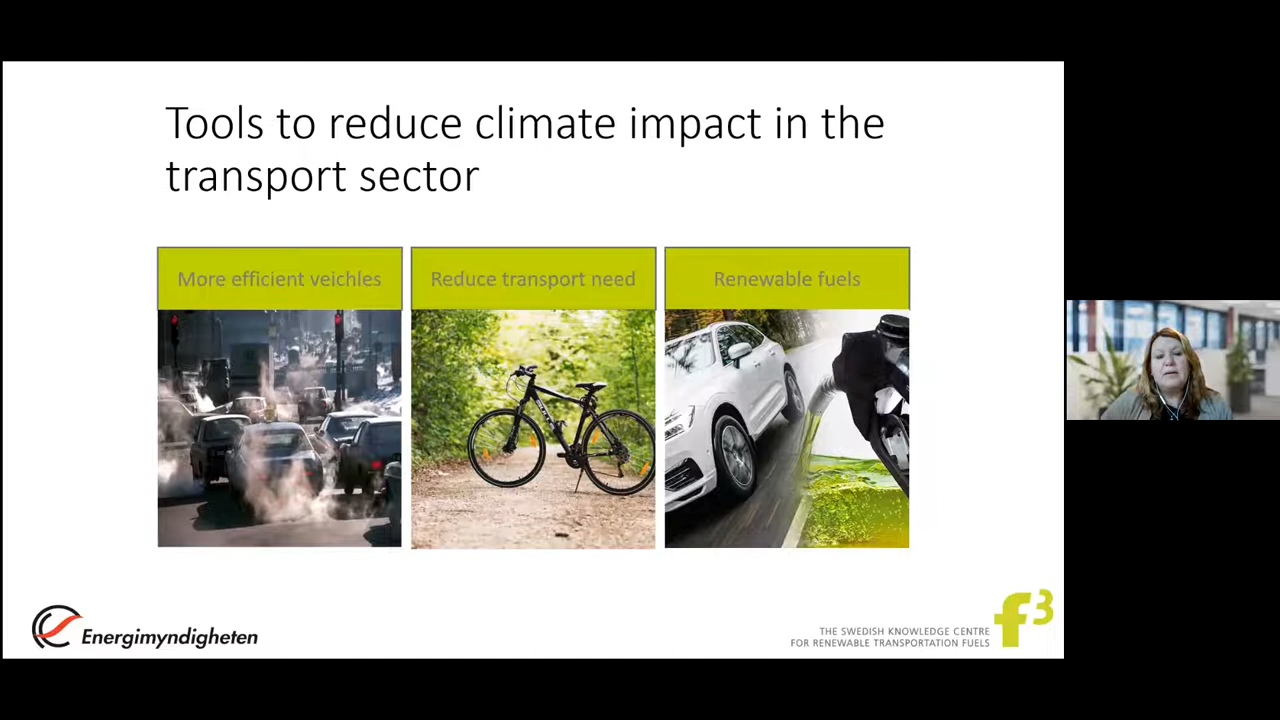 Tools to reduce climate impact in the
transport sector
More efficient veichles
Reduce transport need
Renewable fuels
Energimyndigheten
THE SWEDISH KNOWLEDGE CENTRE
FOR RENEWABLE TRANSPORTATION FUELS
f3